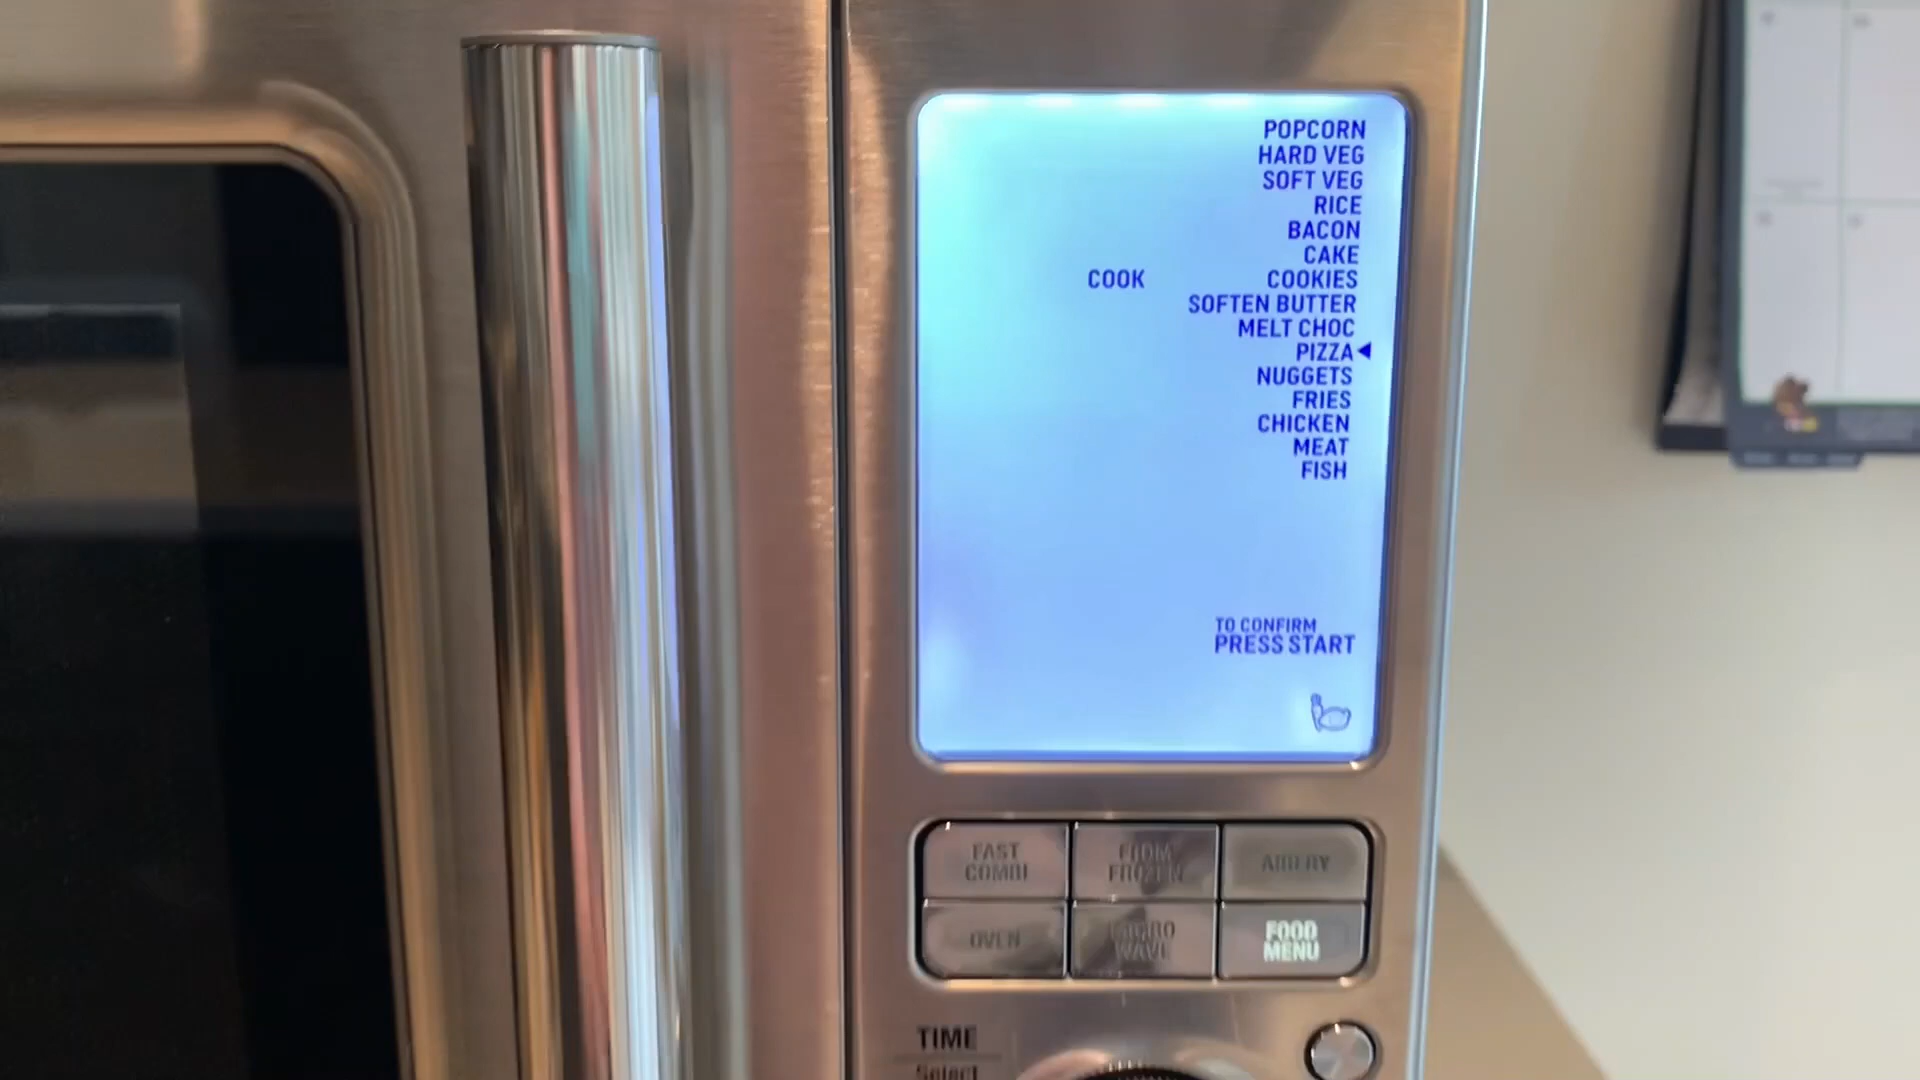 POPCORN
HARD VEG
SOFT VEG
RICE
BACON
CAKE
COOK COOKIES
SOFTEN BUTTER
MELT CHOC
PIZZA
NUGGETS
FRIES
CHICKEN
MEAT
FISH
TO CONFIRM
PRESS START
FAST
COMBI
FROM
FROZEN
AIRFRY
OVEN
MICRO
WAVE
FOOD
MENU
TIME
Select